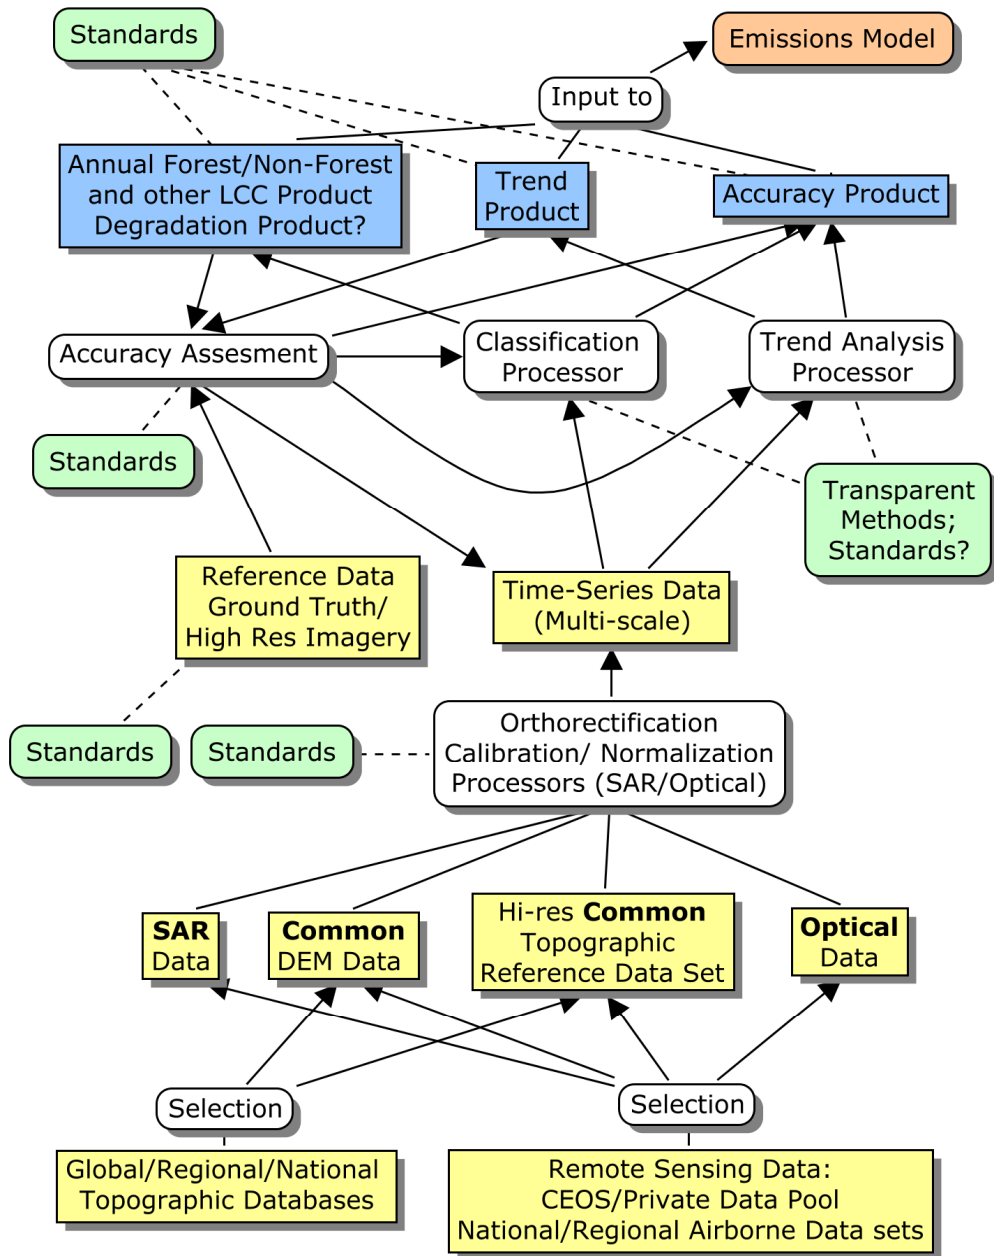 Standards
Emissions Model
Input to
Annual Forest/Non-Forest
and other LCC Product
Degradation Product?
Trend
Product
Accuracy Product
Accuracy Assesment
Classification
Processor
Trend Analysis
Processor
Standards
Transparent
Methods;
Standards?
Reference Data
Ground Truth/
High Res Imagery
Time-Series Data
(Multi-scale)
Standards
Standards
Orthorectification
Calibration/ Normalization
Processors (SAR/Optical)
SAR
Data
Common
DEM Data
Hi-res Common
Topographic
Reference Data Set
Optical
Data
Selection
Selection
Global/Regional/National
Topographic Databases
Remote Sensing Data:
CEOS/Private Data Pool
National/Regional Airborne Data sets